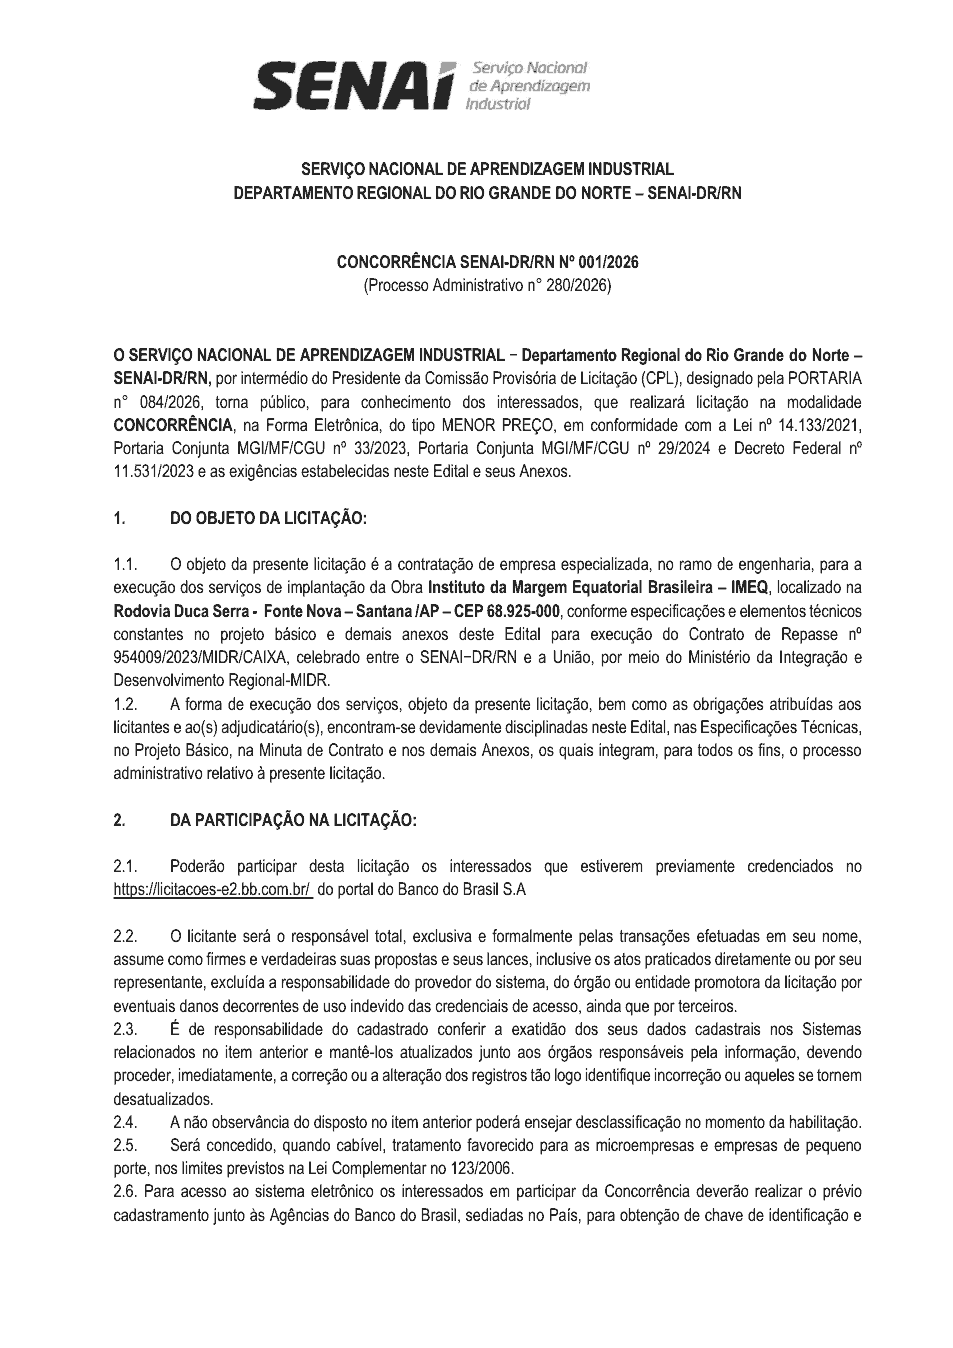 SENAI Serviço Nacional
de Aprendizagem
Industrial
SERVIÇO NACIONAL DE APRENDIZAGEM INDUSTRIAL
DEPARTAMENTO REGIONAL DO RIO GRANDE DO NORTE – SENAI-DR/RN
CONCORRÊNCIA SENAI-DR/RN Nº 001/2026
(Processo Administrativo n° 280/2026)
O SERVIÇO NACIONAL DE APRENDIZAGEM INDUSTRIAL − Departamento Regional do Rio Grande do Norte –
SENAI-DR/RN, por intermédio do Presidente da Comissão Provisória de Licitação (CPL), designado pela PORTARIA
n° 084/2026, torna público, para conhecimento dos interessados, que realizará licitação na modalidade
CONCORRÊNCIA, na Forma Eletrônica, do tipo MENOR PREÇO, em conformidade com a Lei nº 14.133/2021,
Portaria Conjunta MGI/MF/CGU nº 33/2023, Portaria Conjunta MGI/MF/CGU nº 29/2024 e Decreto Federal nº
11.531/2023 e as exigências estabelecidas neste Edital e seus Anexos.
1. DO OBJETO DA LICITAÇÃO:
1.1. O objeto da presente licitação é a contratação de empresa especializada, no ramo de engenharia, para a
execução dos serviços de implantação da Obra Instituto da Margem Equatorial Brasileira – IMEQ, localizado na
Rodovia Duca Serra - Fonte Nova – Santana /AP – CEP 68.925-000, conforme especificações e elementos técnicos
constantes no projeto básico e demais anexos deste Edital para execução do Contrato de Repasse nº
954009/2023/MIDR/CAIXA, celebrado entre o SENAI−DR/RN e a União, por meio do Ministério da Integração e
Desenvolvimento Regional-MIDR.
1.2. A forma de execução dos serviços, objeto da presente licitação, bem como as obrigações atribuídas aos
licitantes e ao(s) adjudicatário(s), encontram-se devidamente disciplinadas neste Edital, nas Especificações Técnicas,
no Projeto Básico, na Minuta de Contrato e nos demais Anexos, os quais integram, para todos os fins, o processo
administrativo relativo à presente licitação.
2. DA PARTICIPAÇÃO NA LICITAÇÃO:
2.1. Poderão participar desta licitação os interessados que estiverem previamente credenciados no
https://licitacoes-e2.bb.com.br/ do portal do Banco do Brasil S.A
2.2. O licitante será o responsável total, exclusiva e formalmente pelas transações efetuadas em seu nome,
assume como firmes e verdadeiras suas propostas e seus lances, inclusive os atos praticados diretamente ou por seu
representante, excluída a responsabilidade do provedor do sistema, do órgão ou entidade promotora da licitação por
eventuais danos decorrentes de uso indevido das credenciais de acesso, ainda que por terceiros.
2.3. É de responsabilidade do cadastrado conferir a exatidão dos seus dados cadastrais nos Sistemas
relacionados no item anterior e mantê-los atualizados junto aos órgãos responsáveis pela informação, devendo
proceder, imediatamente, a correção ou a alteração dos registros tão logo identifique incorreção ou aqueles se tornem
desatualizados.
2.4. A não observância do disposto no item anterior poderá ensejar desclassificação no momento da habilitação.
2.5. Será concedido, quando cabível, tratamento favorecido para as microempresas e empresas de pequeno
porte, nos limites previstos na Lei Complementar no 123/2006.
2.6. Para acesso ao sistema eletrônico os interessados em participar da Concorrência deverão realizar o prévio
cadastramento junto às Agências do Banco do Brasil, sediadas no País, para obtenção de chave de identificação e